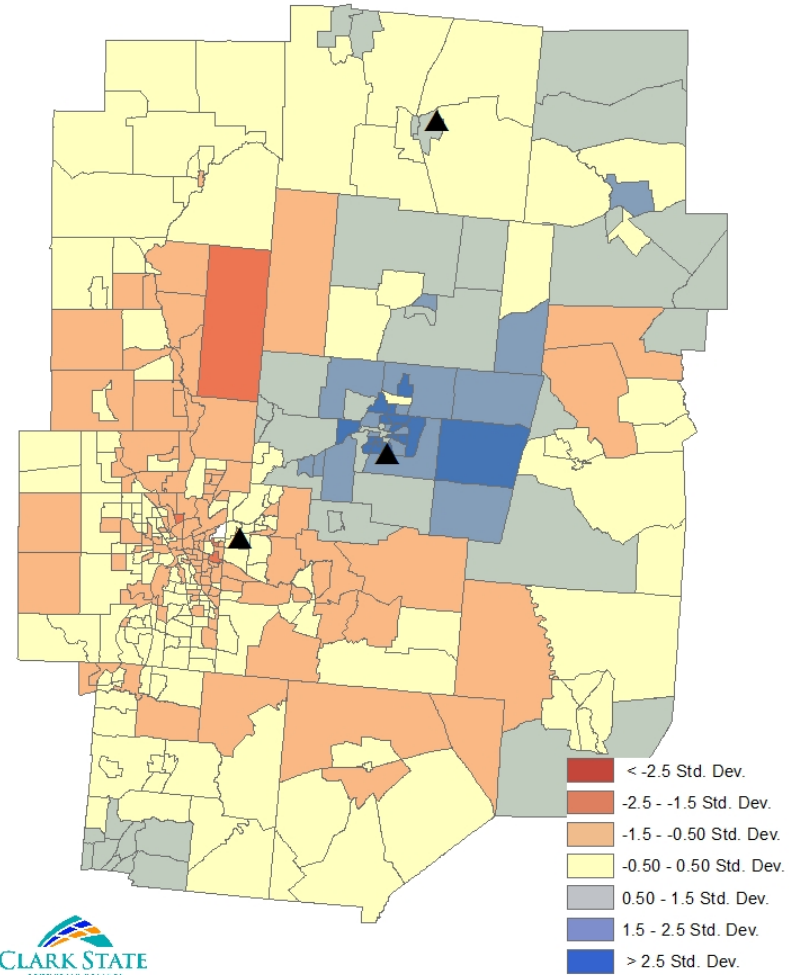 < -2.5 Std. Dev.
-2.5 - -1.5 Std. Dev.
-1.5 - -0.50 Std. Dev.
-0.50 - 0.50 Std. Dev.
0.50 - 1.5 Std. Dev.
1.5 - 2.5 Std. Dev.
> 2.5 Std. Dev.
CLARK STATE